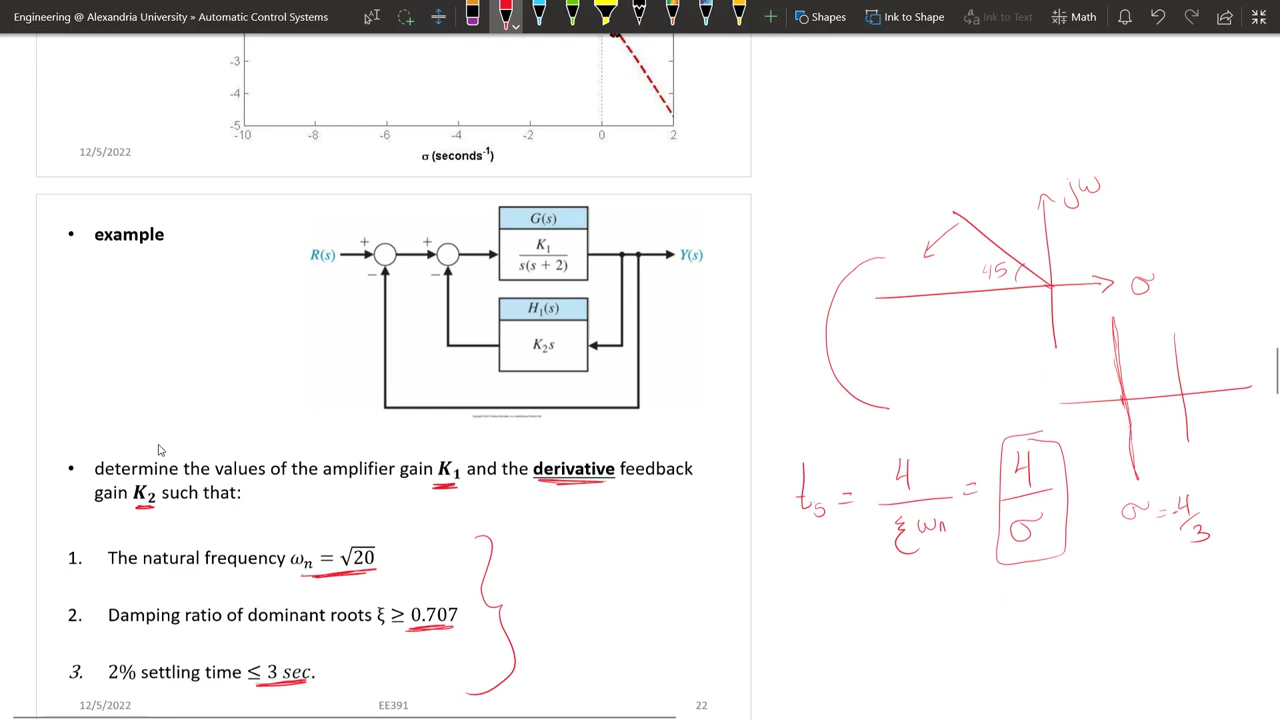 Engineering @ Alexandria University » Automatic Control Systems
Shapes
Ink to Shape
Ink to Text
Math
-3
-4
-5
-10 -8 -6 -4 -2 0 2
σ (seconds⁻¹)
12/5/2022
• example
G(s)
R(s) + − + − K₁ / s(s + 2) Y(s)
H₁(s)
K₂s
• determine the values of the amplifier gain K₁ and the derivative feedback
gain K₂ such that:
1. The natural frequency ωₙ = √20
2. Damping ratio of dominant roots ξ ≥ 0.707
3. 2% settling time ≤ 3 sec.
12/5/2022 EE391 22
jω
45
σ
tₛ = 4 / ξωn = 4 / σ
σ = -4/3